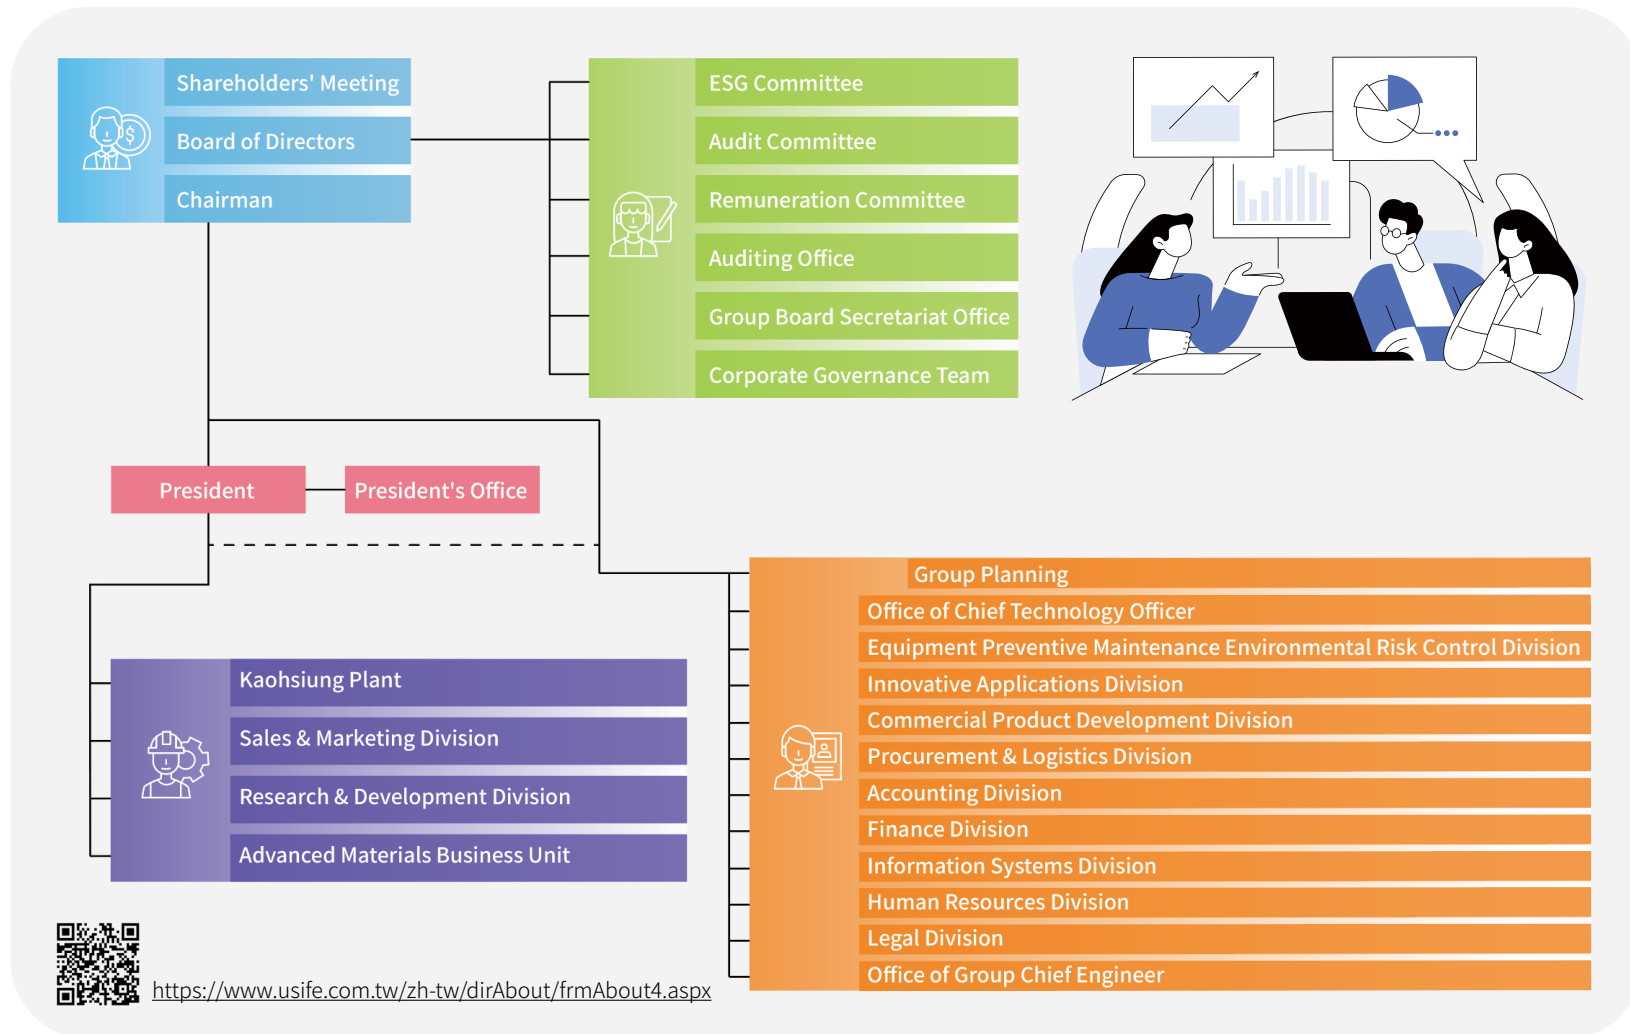 Shareholders' Meeting
Board of Directors
Chairman
ESG Committee
Audit Committee
Remuneration Committee
Auditing Office
Group Board Secretariat Office
Corporate Governance Team
President
President's Office
Group Planning
Office of Chief Technology Officer
Equipment Preventive Maintenance Environmental Risk Control Division
Innovative Applications Division
Commercial Product Development Division
Procurement & Logistics Division
Accounting Division
Finance Division
Information Systems Division
Human Resources Division
Legal Division
Office of Group Chief Engineer
Kaohsiung Plant
Sales & Marketing Division
Research & Development Division
Advanced Materials Business Unit
https://www.usife.com.tw/zh-tw/dirAbout/frmAbout4.aspx